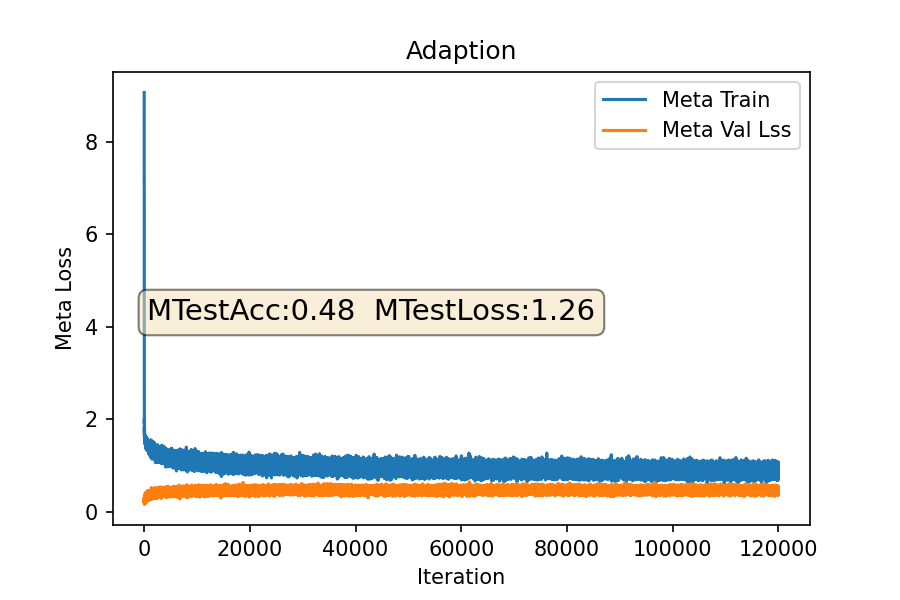 Adaption
Meta Train
Meta Val Lss
8
6
4
2
0
Meta Loss
MTestAcc:0.48  MTestLoss:1.26
0 20000 40000 60000 80000 100000 120000
Iteration